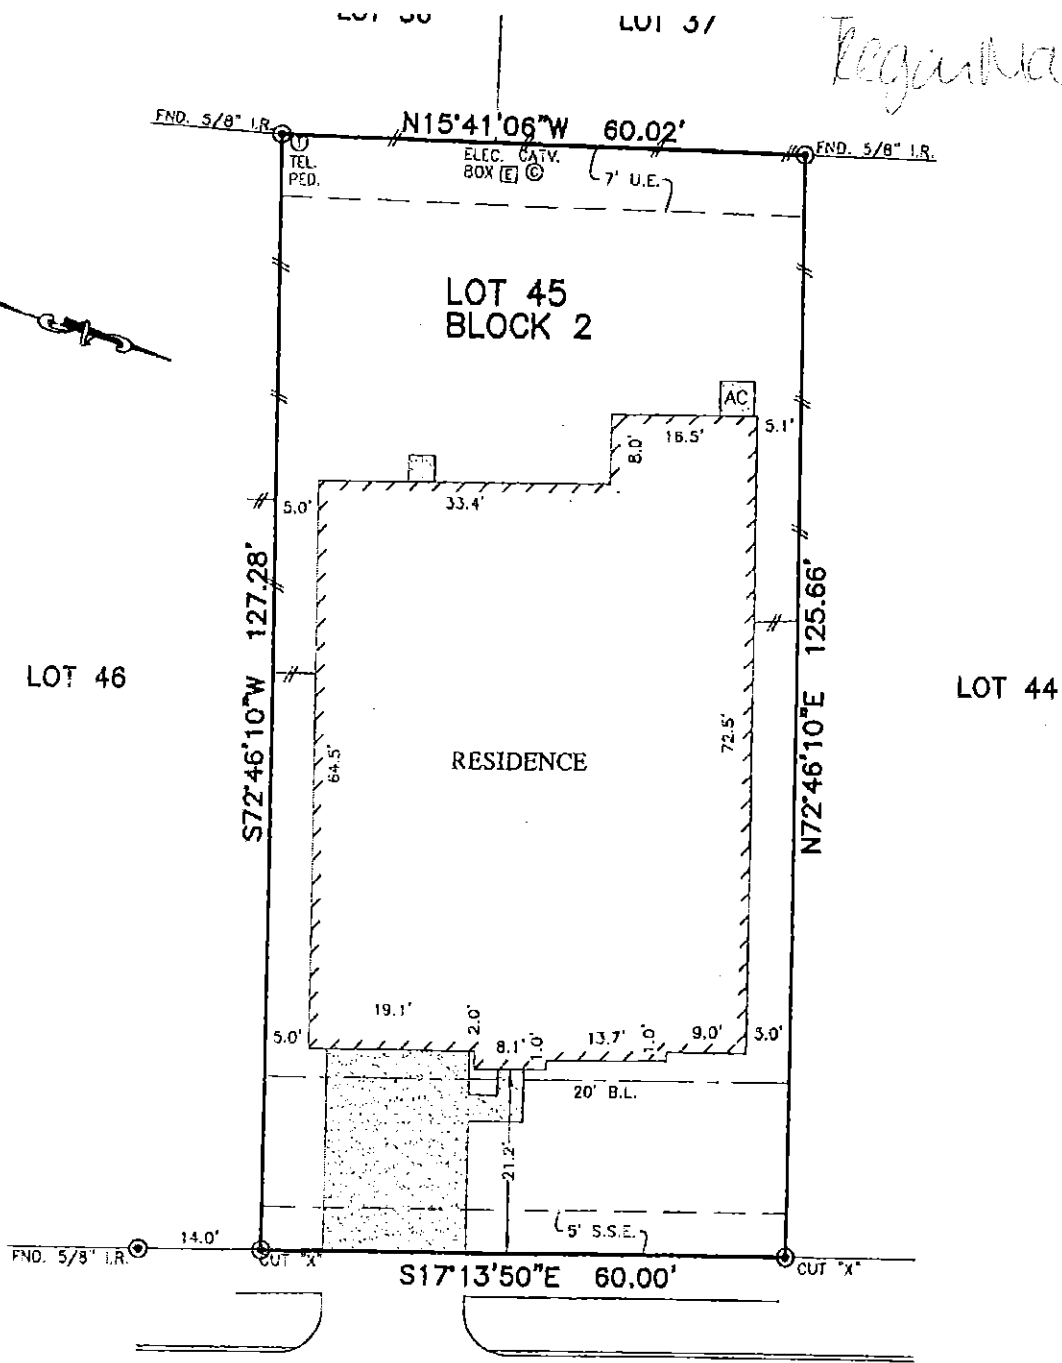 LOT 37
N15°41'06"W 60.02'
FND. 5/8" I.R.
FND. 5/8" I.R.
T
TEL.
PED.
ELEC. CATV.
BOX E C
7' U.E.
LOT 45
BLOCK 2
AC
16.5'
5.1'
8.0'
33.4'
5.0'
S72°46'10"W 127.28'
N72°46'10"E 125.66'
LOT 46
LOT 44
64.5'
RESIDENCE
72.5'
19.1'
2.0'
8.1'
1.0'
13.7'
1.0'
9.0'
5.0'
20' B.L.
21.2'
5' S.S.E.
14.0'
FND. 5/8" I.R.
CUT "X"
S17°13'50"E 60.00'
CUT "X"